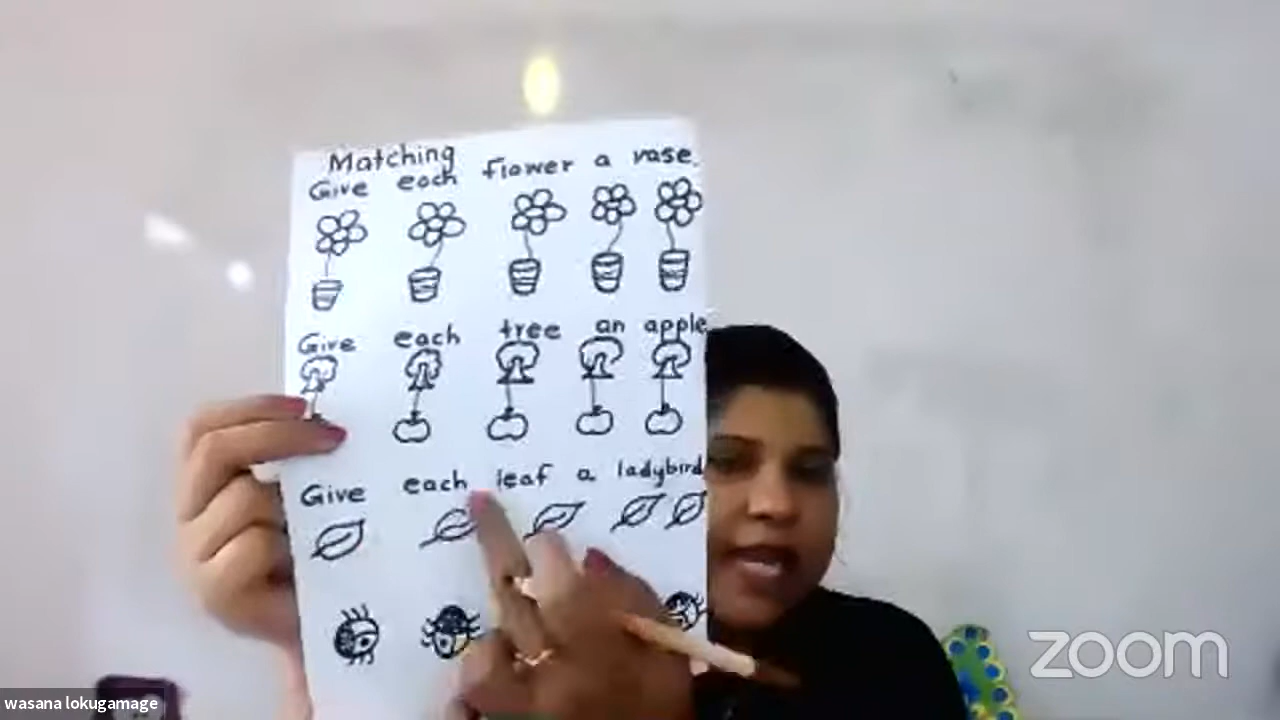 Matching
Give each flower a vase.
Give each tree an apple
Give each leaf a ladybird
zoom
wasana lokugamage